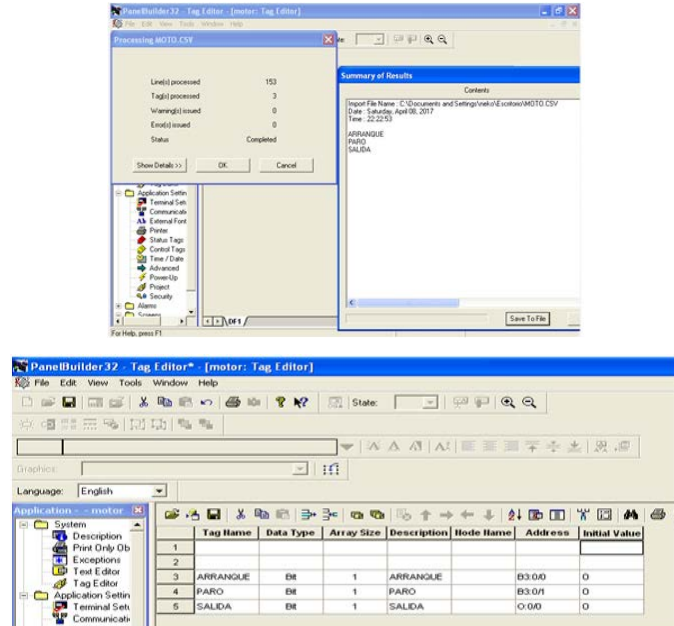 PanelBuilder32 - Tag Editor - [motor: Tag Editor]
File Edit View Tools Window Help
Processing MOTO.CSV
Line(s) processed 153
Tag(s) processed 3
Warning(s) issued 0
Error(s) issued 0
Status Completed
Show Details >> OK Cancel
Summary of Results
Contents
Import File Name : C:\Documents and Settings\neko\Escritorio\MOTO.CSV
Date : Saturday, April 08, 2017
Time : 22:22:53
ARRANQUE
PARO
SALIDA
Save To File
Application Settin
Terminal Set
Communicati
External Font
Printer
Status Tags
Control Tags
Time / Date
Advanced
Power-Up
Project
Security
Alarms
Screens
DF1
For Help, press F1
PanelBuilder32 - Tag Editor* - [motor: Tag Editor]
File Edit View Tools Window Help
State:
Graphics:
Language: English
Application - - motor
System
Description
Print Only Ob
Exceptions
Text Editor
Tag Editor
Application Settin
Terminal Setu
Communicati
Tag Name Data Type Array Size Description Node Name Address Initial Value
1
2
3 ARRANQUE Bit 1 ARRANQUE B3:0/0 0
4 PARO Bit 1 PARO B3:0/1 0
5 SALIDA Bit 1 SALIDA O:0/0 0